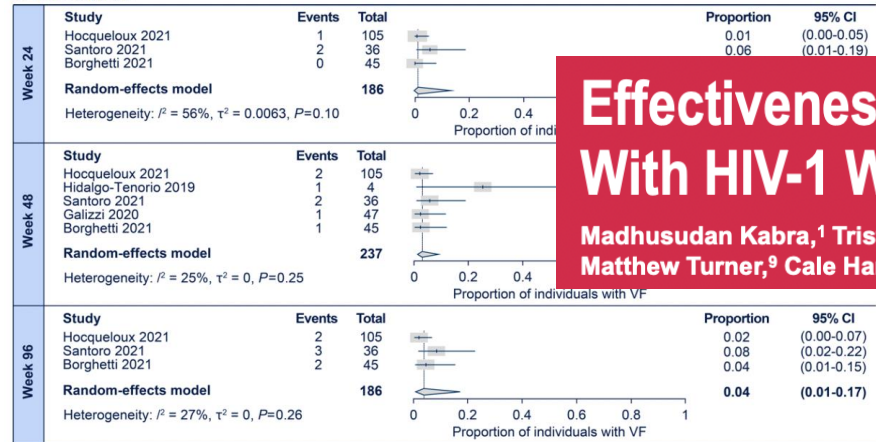 Week 24
Study Events Total Proportion 95% CI
Hocqueloux 2021 1 105 0.01 (0.00-0.05)
Santoro 2021 2 36 0.06 (0.01-0.19)
Borghetti 2021 0 45
Random-effects model 186
Heterogeneity: I² = 56%, τ² = 0.0063, P=0.10
0 0.2 0.4
Proportion of indi
Effectivenes
With HIV-1 W
Madhusudan Kabra,¹ Tris
Matthew Turner,⁹ Cale Ha
Week 48
Study Events Total
Hocqueloux 2021 2 105
Hidalgo-Tenorio 2019 1 4
Santoro 2021 2 36
Galizzi 2020 1 47
Borghetti 2021 1 45
Random-effects model 237
Heterogeneity: I² = 25%, τ² = 0, P=0.25
0 0.2 0.4
Proportion of individuals with VF
Week 96
Study Events Total Proportion 95% CI
Hocqueloux 2021 2 105 0.02 (0.00-0.07)
Santoro 2021 3 36 0.08 (0.02-0.22)
Borghetti 2021 2 45 0.04 (0.01-0.15)
Random-effects model 186 0.04 (0.01-0.17)
Heterogeneity: I² = 27%, τ² = 0, P=0.26
0 0.2 0.4 0.6 0.8 1
Proportion of individuals with VF